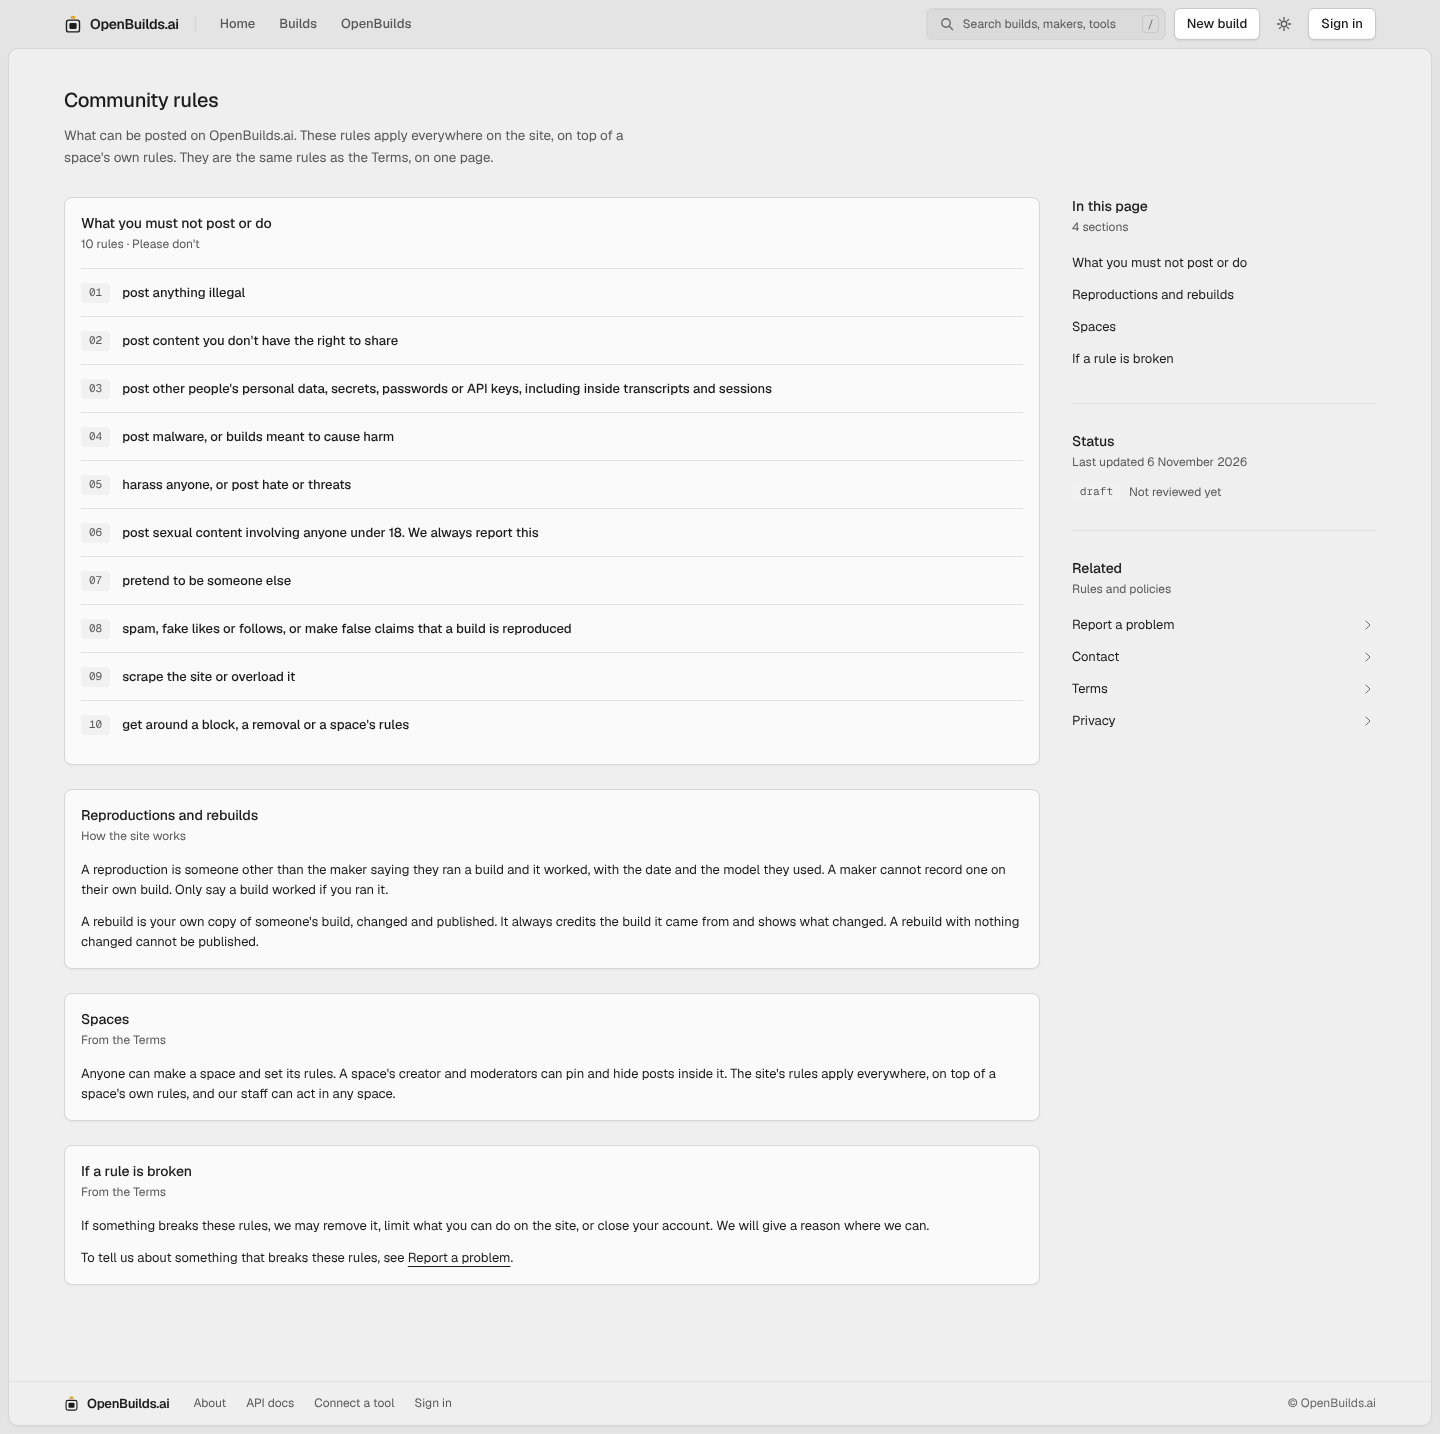 OpenBuilds.ai
Home
Builds
OpenBuilds
Search builds, makers, tools
/
New build
Sign in
Community rules
What can be posted on OpenBuilds.ai. These rules apply everywhere on the site, on top of a
space's own rules. They are the same rules as the Terms, on one page.
What you must not post or do
10 rules · Please don't
01 post anything illegal
02 post content you don't have the right to share
03 post other people's personal data, secrets, passwords or API keys, including inside transcripts and sessions
04 post malware, or builds meant to cause harm
05 harass anyone, or post hate or threats
06 post sexual content involving anyone under 18. We always report this
07 pretend to be someone else
08 spam, fake likes or follows, or make false claims that a build is reproduced
09 scrape the site or overload it
10 get around a block, a removal or a space's rules
Reproductions and rebuilds
How the site works
A reproduction is someone other than the maker saying they ran a build and it worked, with the date and the model they used. A maker cannot record one on
their own build. Only say a build worked if you ran it.
A rebuild is your own copy of someone's build, changed and published. It always credits the build it came from and shows what changed. A rebuild with nothing
changed cannot be published.
Spaces
From the Terms
Anyone can make a space and set its rules. A space's creator and moderators can pin and hide posts inside it. The site's rules apply everywhere, on top of a
space's own rules, and our staff can act in any space.
If a rule is broken
From the Terms
If something breaks these rules, we may remove it, limit what you can do on the site, or close your account. We will give a reason where we can.
To tell us about something that breaks these rules, see Report a problem.
In this page
4 sections
What you must not post or do
Reproductions and rebuilds
Spaces
If a rule is broken
Status
Last updated 6 November 2026
draft Not reviewed yet
Related
Rules and policies
Report a problem
Contact
Terms
Privacy
OpenBuilds.ai
About
API docs
Connect a tool
Sign in
© OpenBuilds.ai